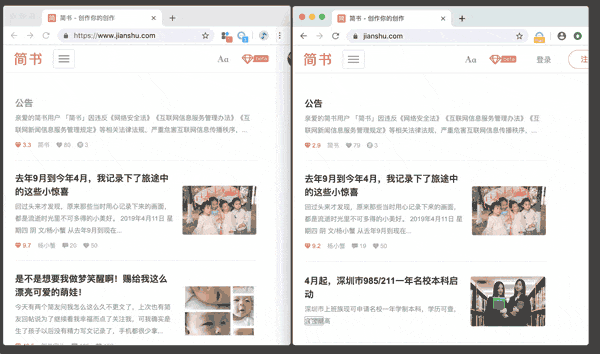 简书 - 创作你的创作
https://www.jianshu.com
简书
Aa
beta
公告
亲爱的简书用户 「简书」因违反《网络安全法》《互联网信息服务管理办法》《互
联网新闻信息服务管理规定》等相关法律法规，严重危害互联网信息传播秩序，...
3.3 简书 88 3
去年9月到今年4月，我记录下了旅途中
的这些小惊喜
回过头来才发现，原来那些当时用心记录下来的画面，
都是流逝时光里不可多得的小美好。 2019年4月11日 星
期四 阴 文/杨小蟹 从去年9月到现在...
9.7 杨小蟹 20 59
是不是想要我做梦笑醒啊！赐给我这么
漂亮可爱的萌娃！
今天有两个简友问我怎么这么久不更文了，上次也有简
友回帖说为了继续看我幸福而点了关注我，可我确实是
生了孩子以后没有精力写文记录了，手机都很少拿...
简书 - 创作你的创作
jianshu.com
简书
Aa
beta
登录
注
公告
亲爱的简书用户 「简书」因违反《网络安全法》《互联网信息服务管理办法》《互
联网新闻信息服务管理规定》等相关法律法规，严重危害互联网信息传播秩序，...
2.9 简书 79 3
去年9月到今年4月，我记录下了旅途中
的这些小惊喜
回过头来才发现，原来那些当时用心记录下来的画面，
都是流逝时光里不可多得的小美好。 2019年4月11日 星
期四 阴 文/杨小蟹 从去年9月到现在...
9.2 杨小蟹 19 50
4月起，深圳市985/211一年名校本科启
动
深圳市上班族现可申请名校一年学制本科，学历可查，